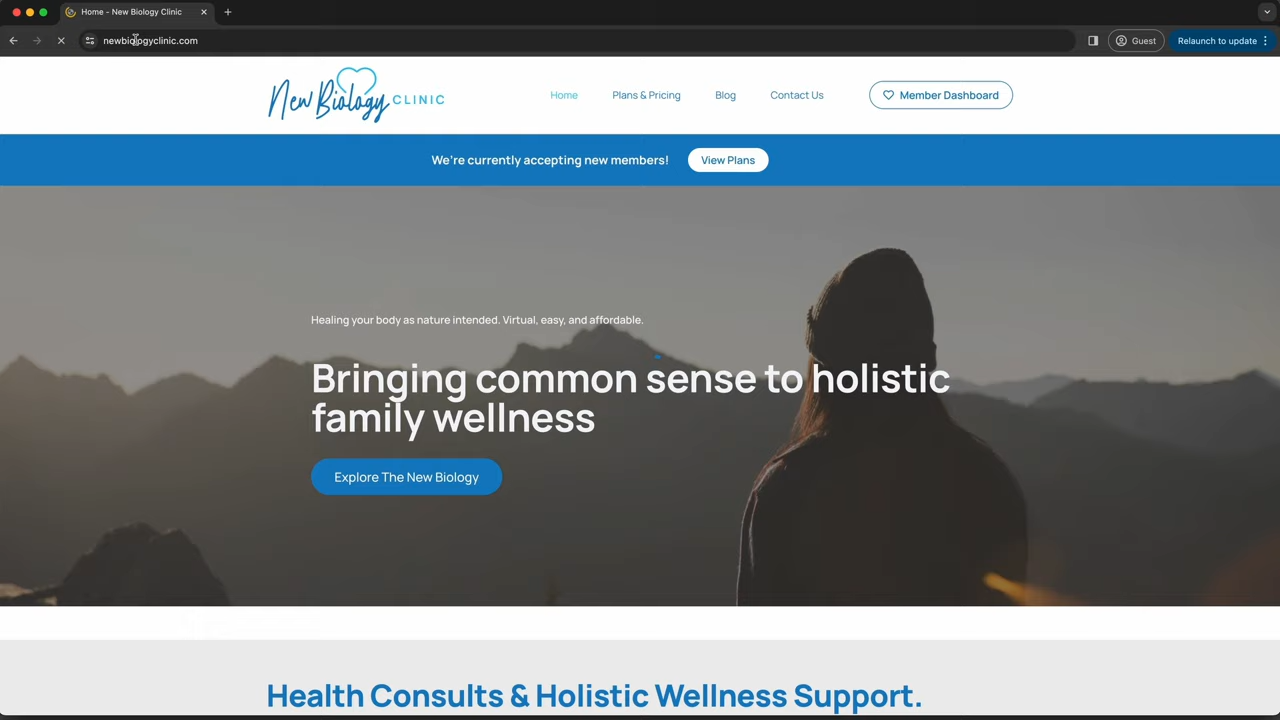 Home - New Biology Clinic
newbiologyclinic.com
Guest
Relaunch to update
New Biology CLINIC
Home
Plans & Pricing
Blog
Contact Us
Member Dashboard
We're currently accepting new members!
View Plans
Healing your body as nature intended. Virtual, easy, and affordable.
Bringing common sense to holistic
family wellness
Explore The New Biology
Health Consults & Holistic Wellness Support.